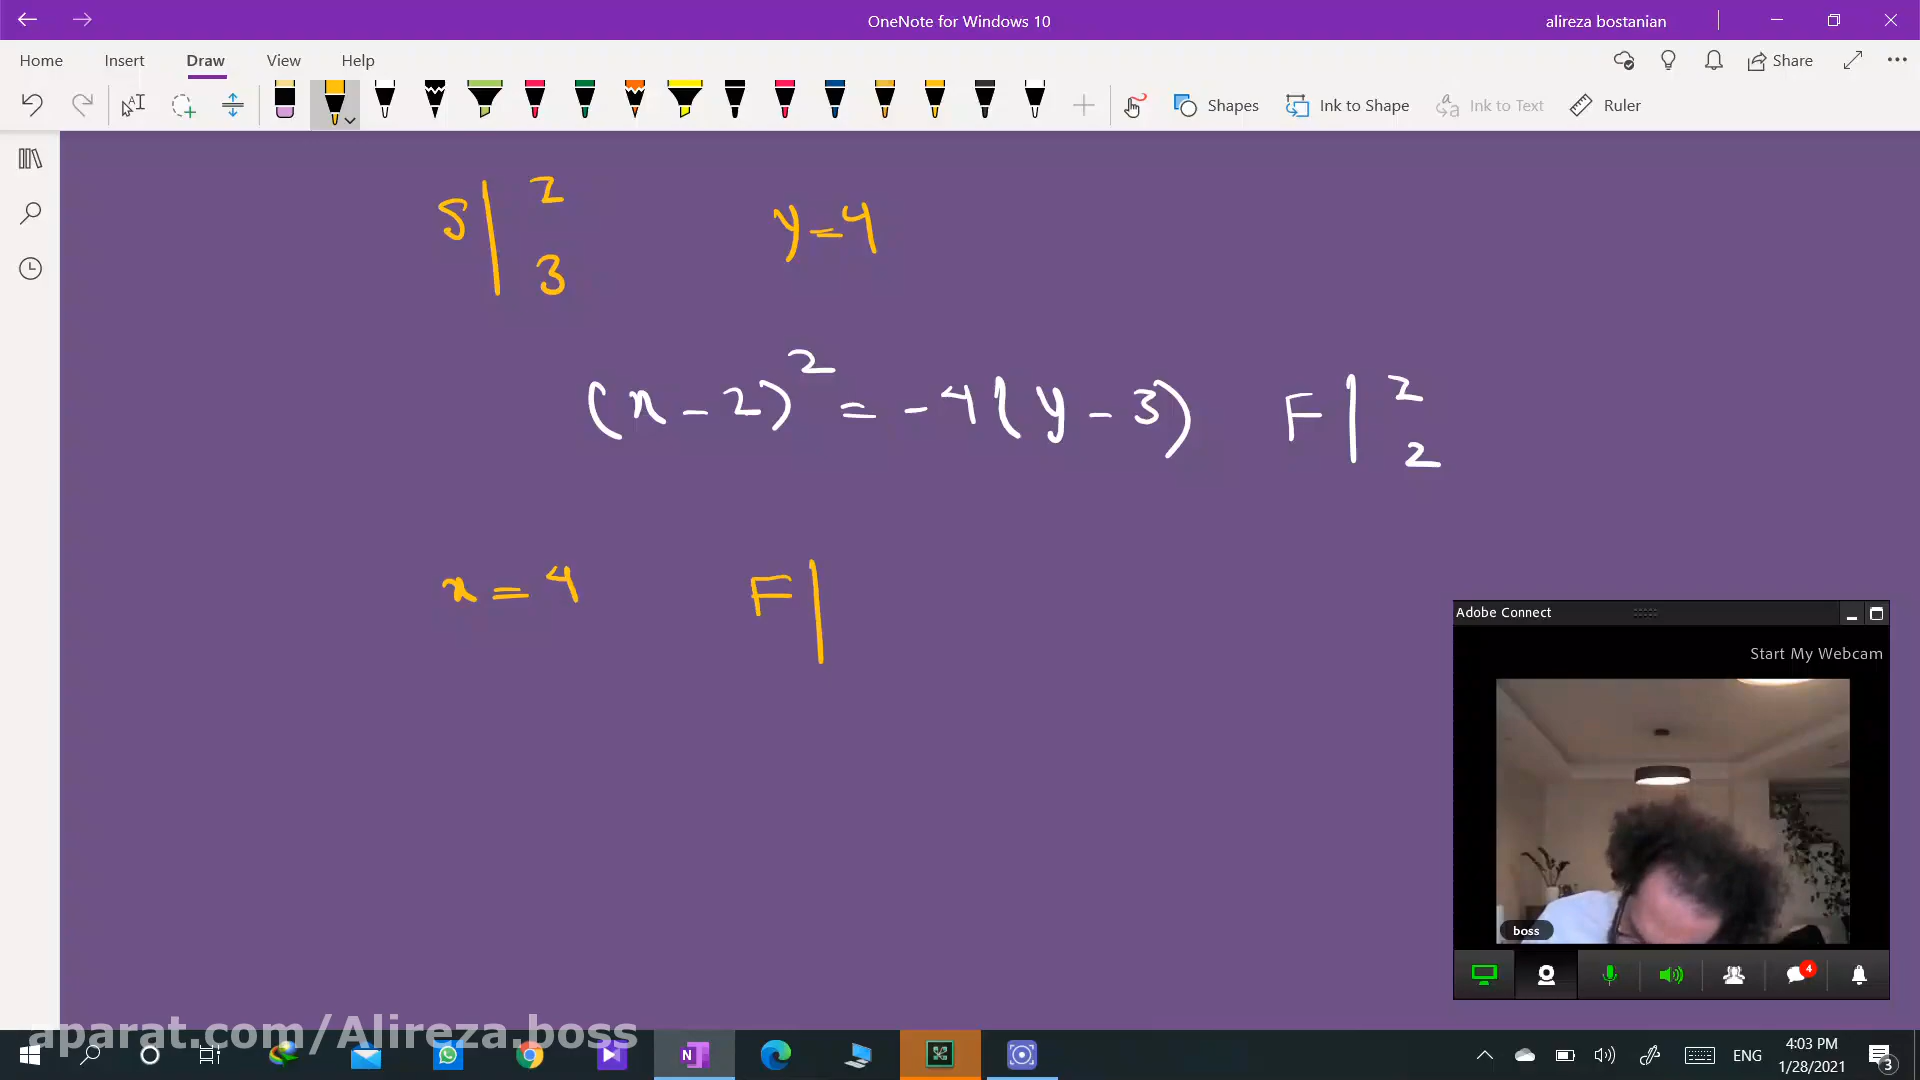 OneNote for Windows 10
alireza bostanian
Home Insert Draw View Help
Share
Shapes Ink to Shape Ink to Text Ruler
S | 2
3
y = 4
(x - 2)² = -4(y - 3)
F | 2
2
x = 4
F |
Adobe Connect
Start My Webcam
boss
4
aparat.com/Alireza.boss
ENG
4:03 PM
1/28/2021
3